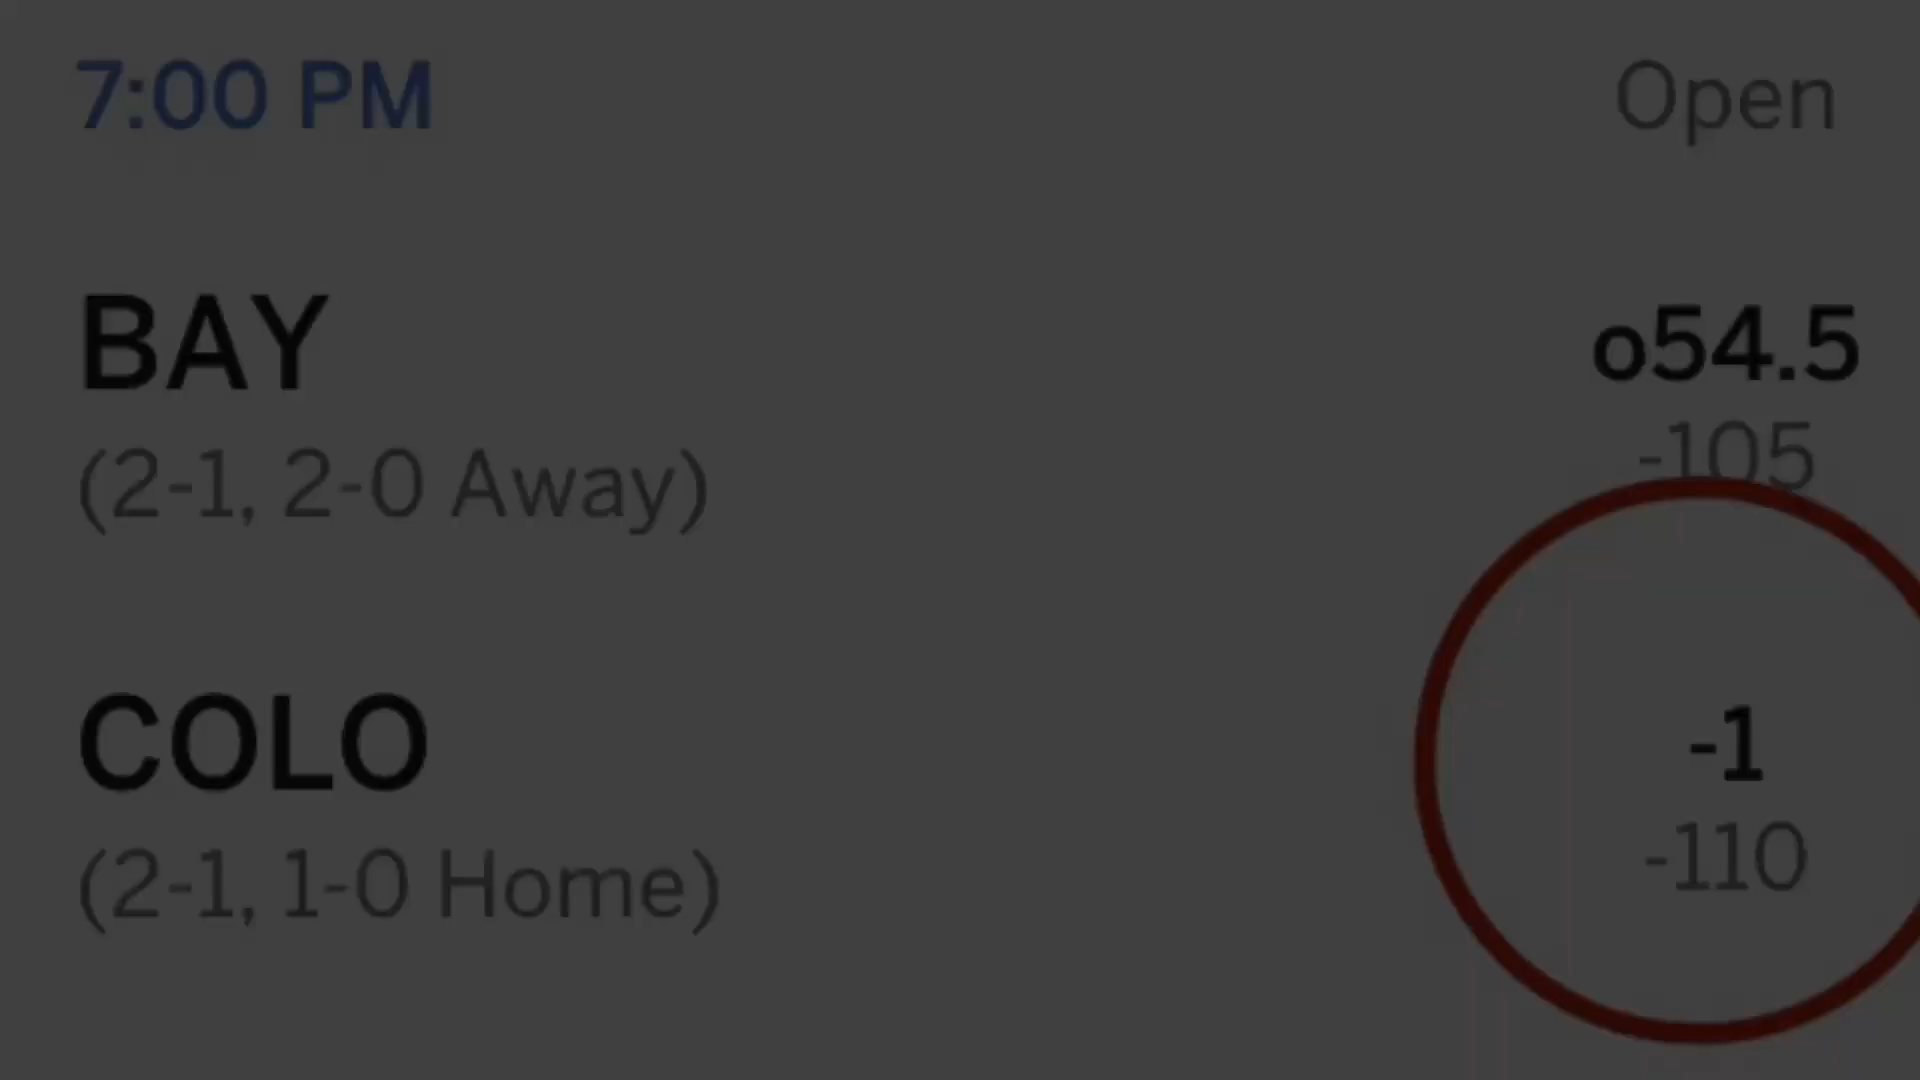 7:00 PM Open
BAY o54.5
-105
(2-1, 2-0 Away)
COLO -1
-110
(2-1, 1-0 Home)